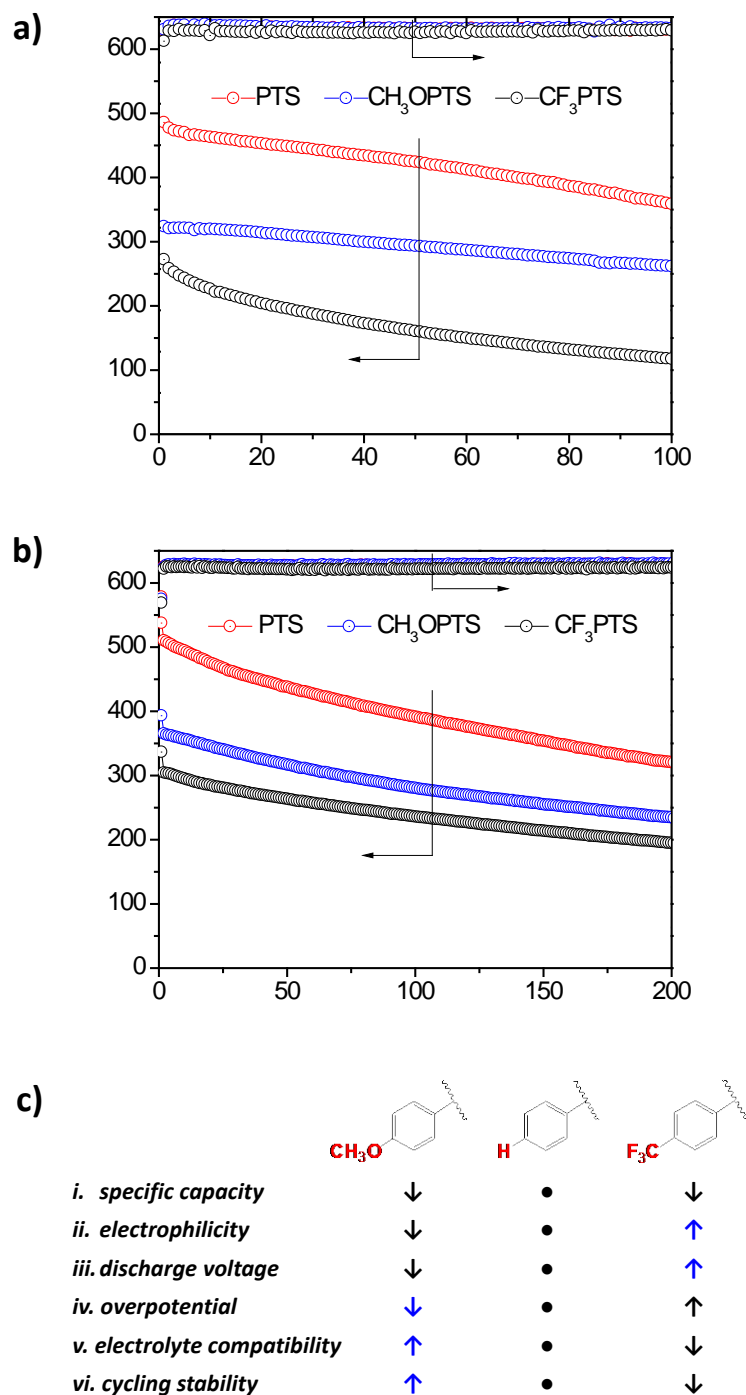 a)
600
500
400
300
200
100
0
PTS CH₃OPTS CF₃PTS
0 20 40 60 80 100
b)
600
500
400
300
200
100
0
PTS CH₃OPTS CF₃PTS
0 50 100 150 200
c)
CH₃O H F₃C
i. specific capacity ↓ • ↓
ii. electrophilicity ↓ • ↑
iii. discharge voltage ↓ • ↑
iv. overpotential ↓ • ↑
v. electrolyte compatibility ↑ • ↓
vi. cycling stability ↑ • ↓